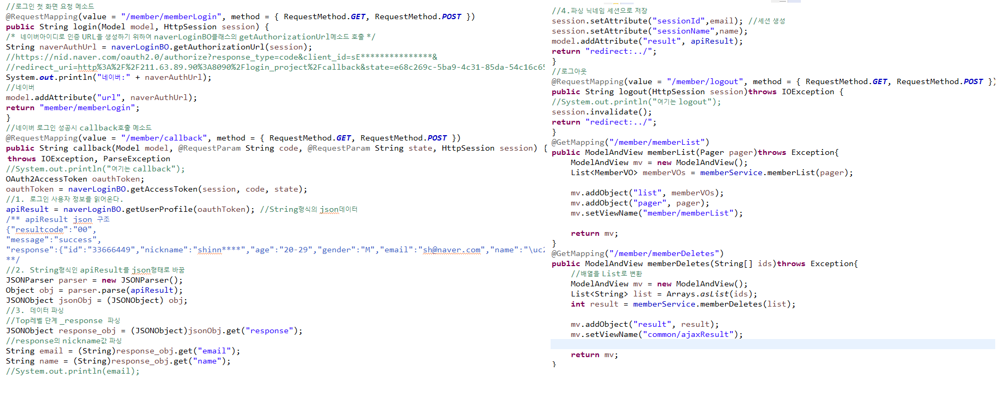 //로그인 첫 화면 요청 메소드
@RequestMapping(value = "/member/memberLogin", method = { RequestMethod.GET, RequestMethod.POST })
public String login(Model model, HttpSession session) {
/* 네이버아이디로 인증 URL을 생성하기 위하여 naverLoginBO클래스의 getAuthorizationUrl메소드 호출 */
String naverAuthUrl = naverLoginBO.getAuthorizationUrl(session);
//https://nid.naver.com/oauth2.0/authorize?response_type=code&client_id=sE***************&
//redirect_uri=http%3A%2F%2F211.63.89.90%3A8090%2Flogin_project%2Fcallback&state=e68c269c-5ba9-4c31-85da-54c16c65
System.out.println("네이버:" + naverAuthUrl);
//네이버
model.addAttribute("url", naverAuthUrl);
return "member/memberLogin";
}
//네이버 로그인 성공시 callback호출 메소드
@RequestMapping(value = "/member/callback", method = { RequestMethod.GET, RequestMethod.POST })
public String callback(Model model, @RequestParam String code, @RequestParam String state, HttpSession session) {
throws IOException, ParseException
//System.out.println("여기는 callback");
OAuth2AccessToken oauthToken;
oauthToken = naverLoginBO.getAccessToken(session, code, state);
//1. 로그인 사용자 정보를 읽어온다.
apiResult = naverLoginBO.getUserProfile(oauthToken); //String형식의 json데이터
/** apiResult json 구조
{"resultcode":"00",
"message":"success",
"response":{"id":"33666449","nickname":"shinn****","age":"20-29","gender":"M","email":"sh@naver.com","name":"\uc2
**/
//2. String형식인 apiResult를 json형태로 바꿈
JSONParser parser = new JSONParser();
Object obj = parser.parse(apiResult);
JSONObject jsonObj = (JSONObject) obj;
//3. 데이터 파싱
//Top레벨 단계 _response 파싱
JSONObject response_obj = (JSONObject)jsonObj.get("response");
//response의 nickname값 파싱
String email = (String)response_obj.get("email");
String name = (String)response_obj.get("name");
//System.out.println(email);
//4.파싱 닉네임 세션으로 저장
session.setAttribute("sessionId",email); //세션 생성
session.setAttribute("sessionName",name);
model.addAttribute("result", apiResult);
return "redirect:../";
}
//로그아웃
@RequestMapping(value = "/member/logout", method = { RequestMethod.GET, RequestMethod.POST })
public String logout(HttpSession session)throws IOException {
//System.out.println("여기는 logout");
session.invalidate();
return "redirect:../";
}
@GetMapping("/member/memberList")
public ModelAndView memberList(Pager pager)throws Exception{
ModelAndView mv = new ModelAndView();
List<MemberVO> memberVOs = memberService.memberList(pager);
mv.addObject("list", memberVOs);
mv.addObject("pager", pager);
mv.setViewName("member/memberList");
return mv;
}
@GetMapping("/member/memberDeletes")
public ModelAndView memberDeletes(String[] ids)throws Exception{
//배열을 List로 변환
ModelAndView mv = new ModelAndView();
List<String> list = Arrays.asList(ids);
int result = memberService.memberDeletes(list);
mv.addObject("result", result);
mv.setViewName("common/ajaxResult");
return mv;
}